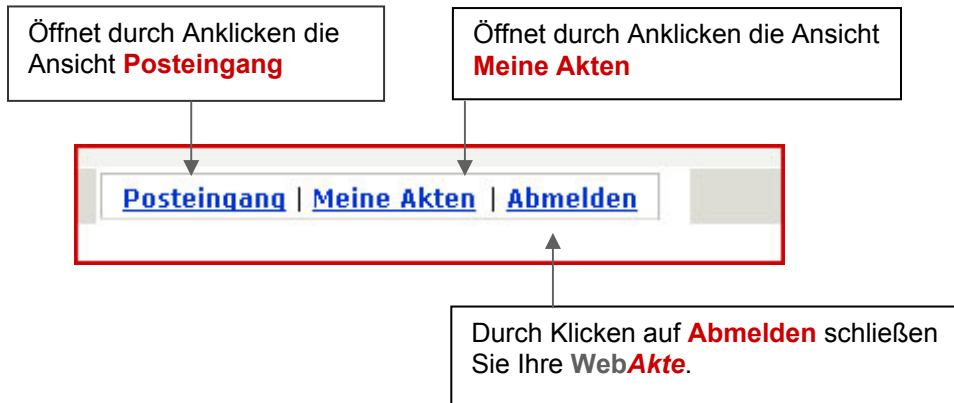 Öffnet durch Anklicken die
Ansicht Posteingang
Öffnet durch Anklicken die Ansicht
Meine Akten
Posteingang | Meine Akten | Abmelden
Durch Klicken auf Abmelden schließen
Sie Ihre WebAkte.